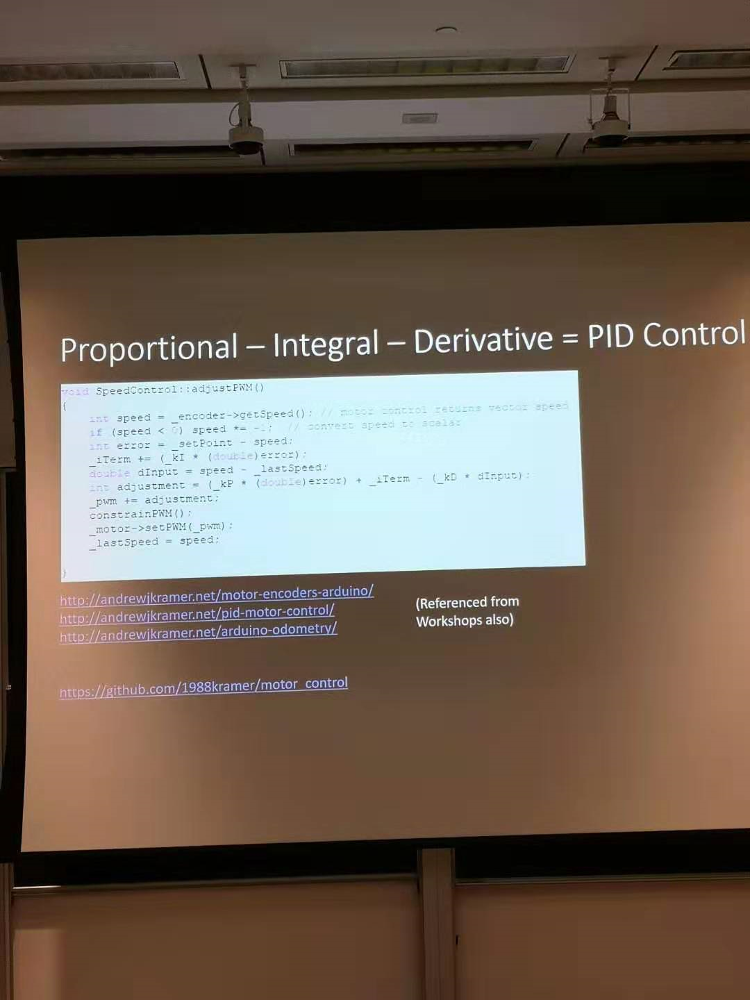 Proportional – Integral – Derivative = PID Control
void SpeedControl::adjustPWM()
{
int speed = _encoder->getSpeed(); // motor control returns vector speed
if (speed < 0) speed *= -1; // convert speed to scalar
int error = _setPoint - speed;
_iTerm += (_kI * (double)error);
double dInput = speed - _lastSpeed;
int adjustment = (_kP * (double)error) + _iTerm - (_kD * dInput);
_pwm += adjustment;
constrainPWM();
_motor->setPWM(_pwm);
_lastSpeed = speed;
}
http://andrewjkramer.net/motor-encoders-arduino/
http://andrewjkramer.net/pid-motor-control/
http://andrewjkramer.net/arduino-odometry/
(Referenced from
Workshops also)
https://github.com/1988kramer/motor_control